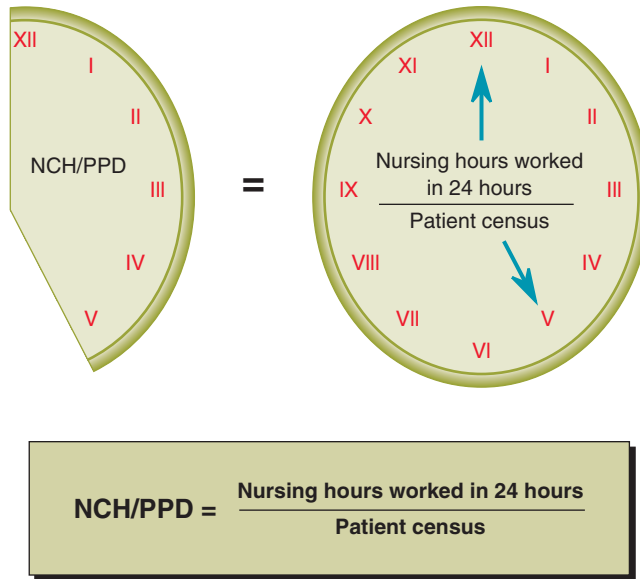 XII
I
II
NCH/PPD
III
IV
V
=
XII
XI
I
X
II
Nursing hours worked
in 24 hours
IX
III
Patient census
VIII
IV
VII
V
VI
NCH/PPD = Nursing hours worked in 24 hours
Patient census